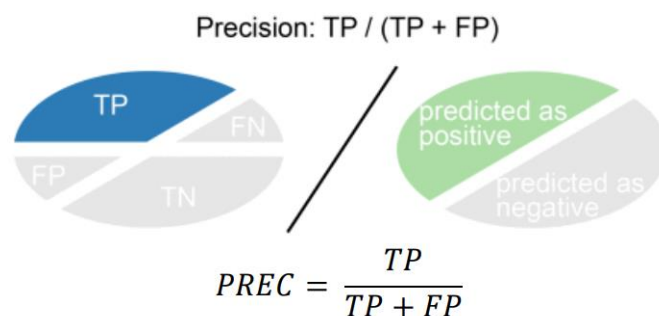 Precision: TP / (TP + FP)
TP
FN
FP
TN
predicted as
positive
predicted as
negative
PREC = TP / (TP + FP)